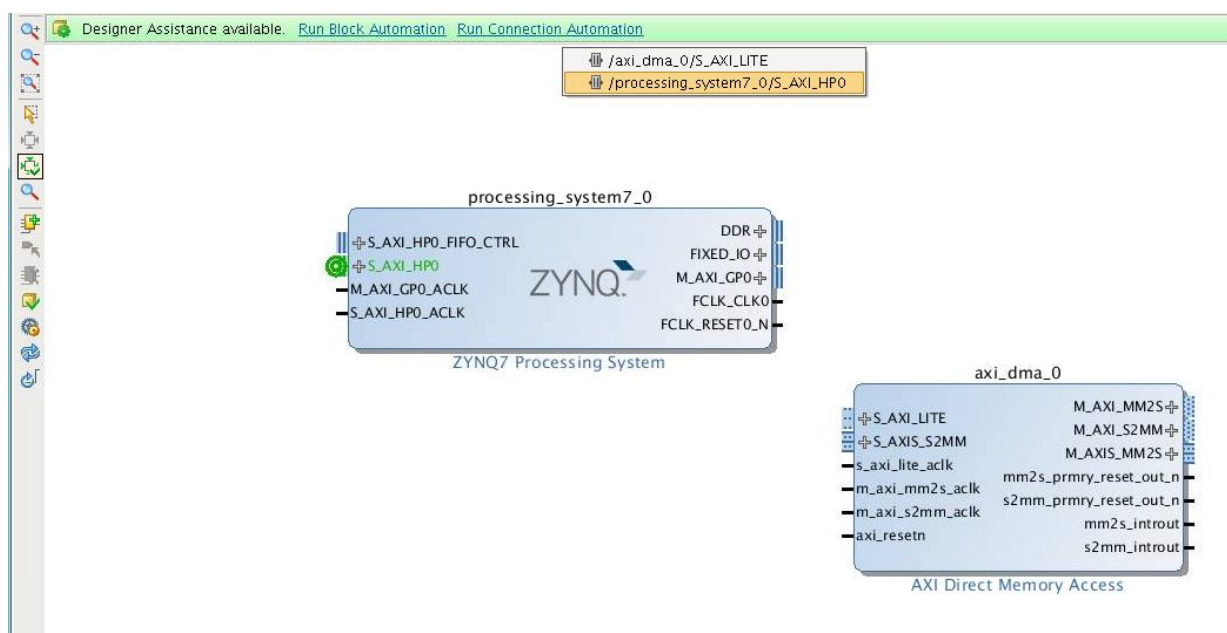 Designer Assistance available. Run Block Automation Run Connection Automation
/axi_dma_0/S_AXI_LITE
/processing_system7_0/S_AXI_HP0
processing_system7_0
S_AXI_HP0_FIFO_CTRL
S_AXI_HP0
M_AXI_GP0_ACLK
S_AXI_HP0_ACLK
ZYNQ
DDR
FIXED_IO
M_AXI_GP0
FCLK_CLK0
FCLK_RESET0_N
ZYNQ7 Processing System
axi_dma_0
S_AXI_LITE
S_AXIS_S2MM
s_axi_lite_aclk
m_axi_mm2s_aclk
m_axi_s2mm_aclk
axi_resetn
M_AXI_MM2S
M_AXI_S2MM
M_AXIS_MM2S
mm2s_prmry_reset_out_n
s2mm_prmry_reset_out_n
mm2s_introut
s2mm_introut
AXI Direct Memory Access